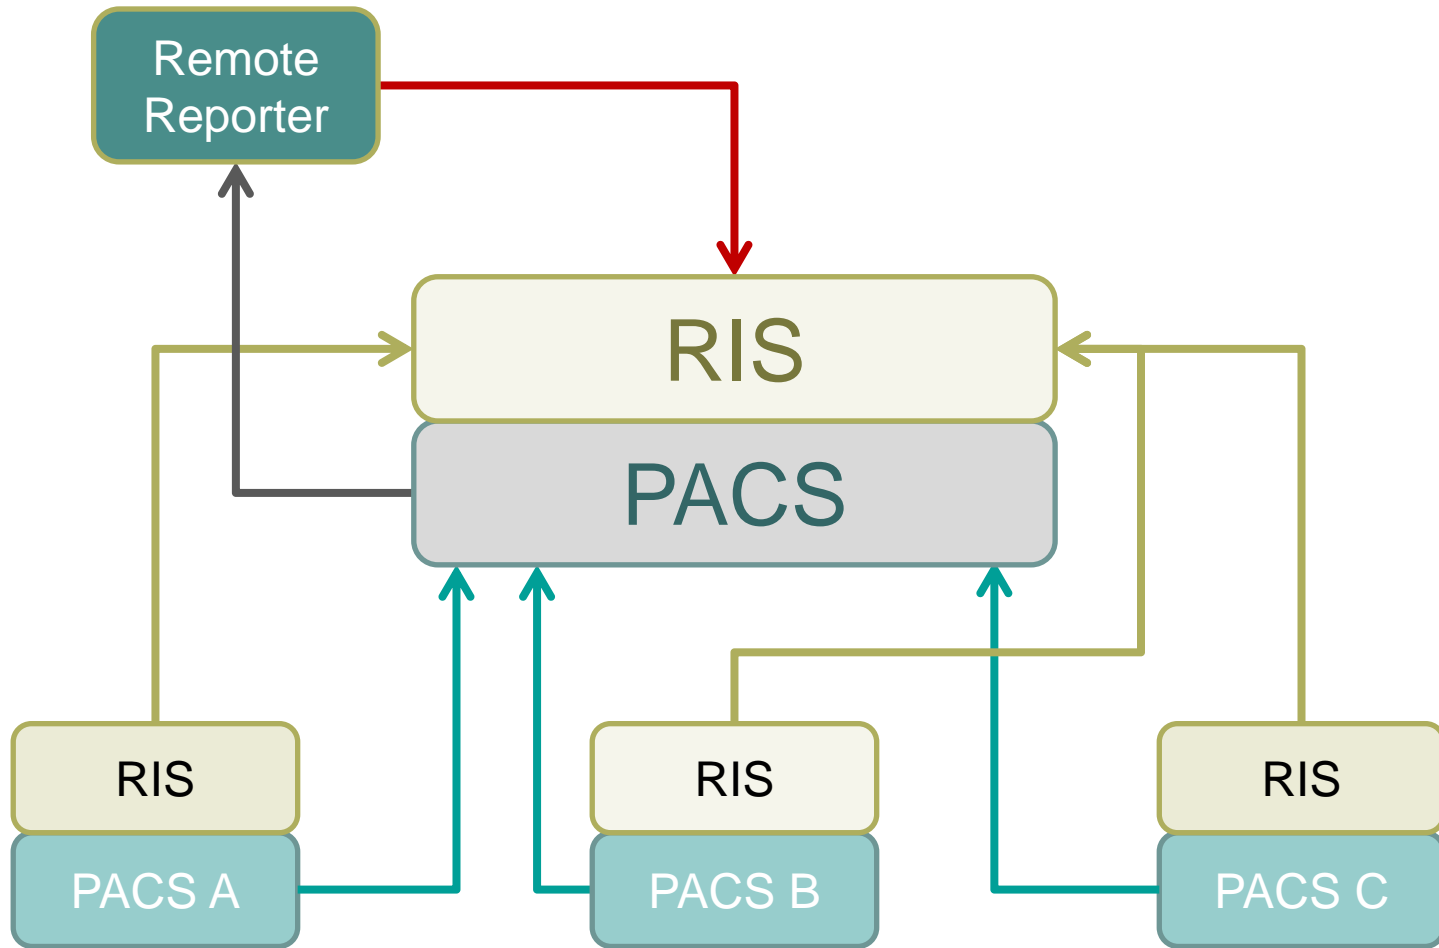 Remote
Reporter
RIS
PACS
RIS
RIS
RIS
PACS A
PACS B
PACS C